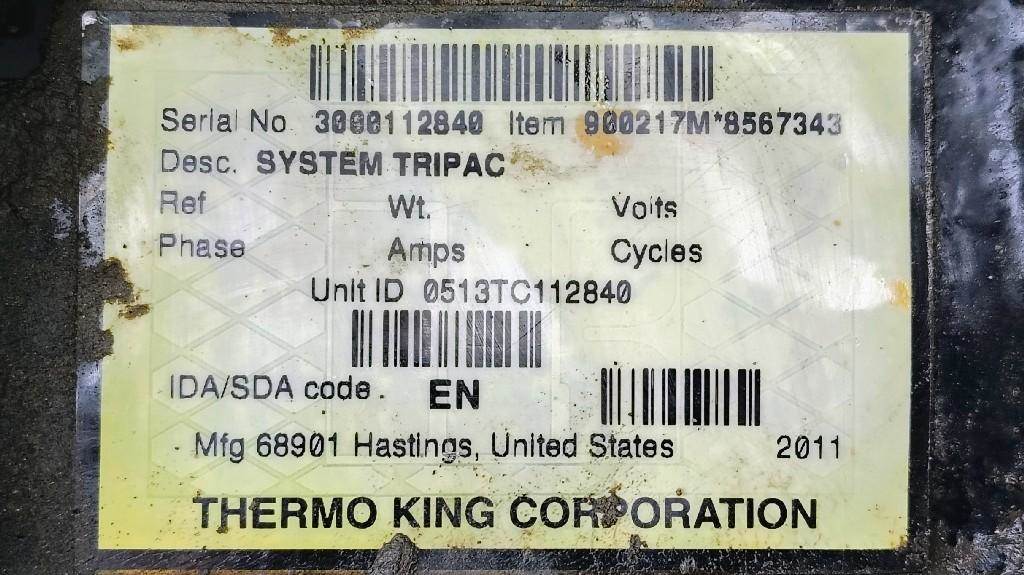 Serial No 3000112840 Item 900217M*8567343
Desc. SYSTEM TRIPAC
Ref Wt. Volts
Phase Amps Cycles
Unit ID 0513TC112840
IDA/SDA code. EN
Mfg 68901 Hastings, United States 2011
THERMO KING CORPORATION